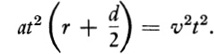 at² (r + d/2) = v²t².